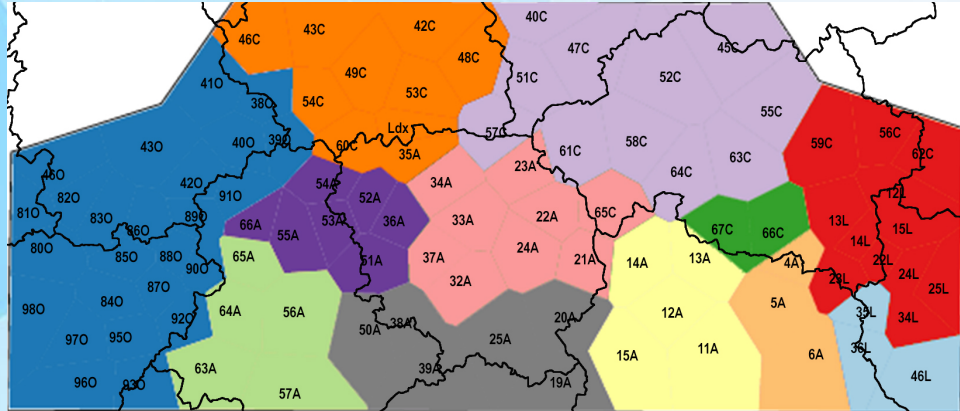 40C
42C
43C
46C
47C
45C
48C
49C
51C
52C
41O
53C
54C
38O
55C
56C
Ldx
57C
39O
40O
58C
59C
43O
60C
61C
35A
62C
63C
23A
64C
46O
54A
34A
42O
82O
91O
52A
12L
81O
83O
89O
53A
36A
33A
22A
65C
13L
86O
66A
55A
67C
66C
15L
14L
80O
85O
88O
65A
24A
37A
51A
21A
14A
13A
4A
22L
90O
87O
32A
23L
24L
25L
84O
98O
64A
56A
5A
12A
35L
92O
50A
38A
20A
34L
97O
95O
25A
11A
15A
6A
36L
63A
39A
19A
46L
96O
93O
57A